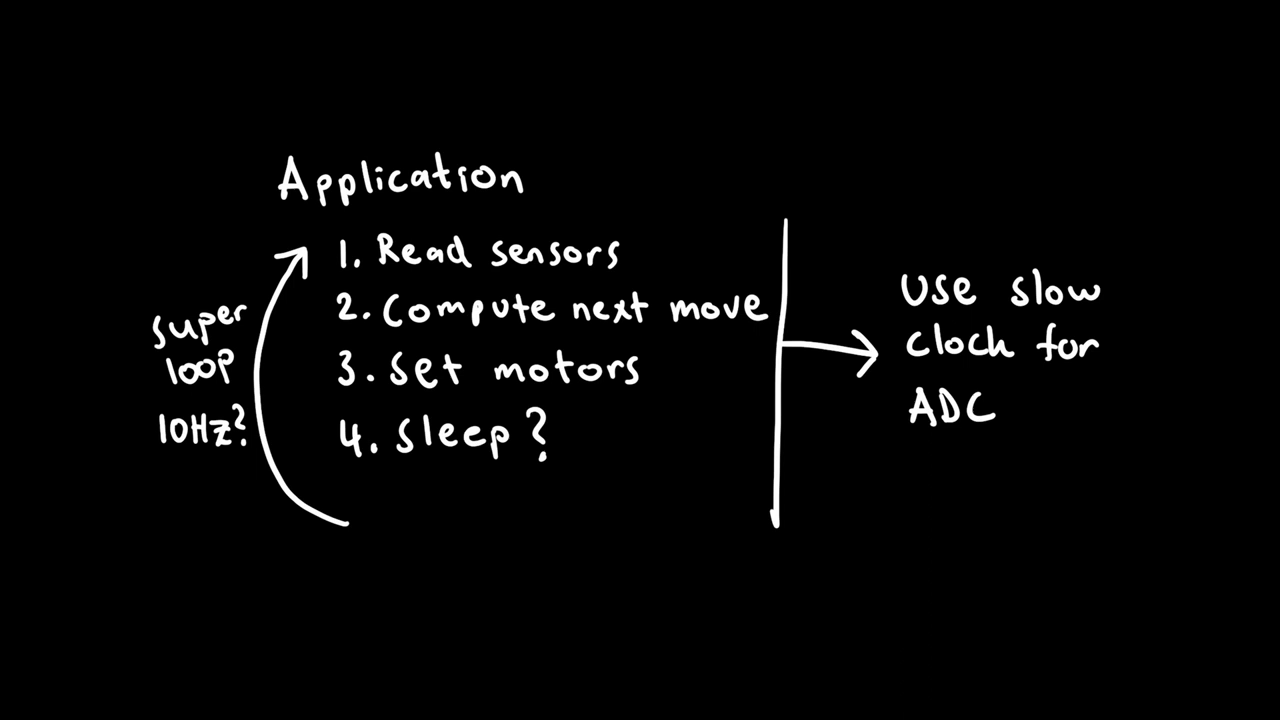 Application
1. Read sensors
2. Compute next move
3. Set motors
4. Sleep?
super
loop
10Hz?
Use slow
clock for
ADC